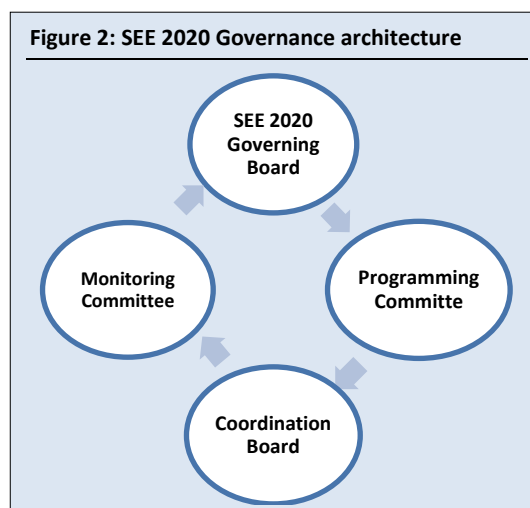 Figure 2: SEE 2020 Governance architecture
SEE 2020
Governing
Board
Monitoring
Committee
Programming
Committe
Coordination
Board